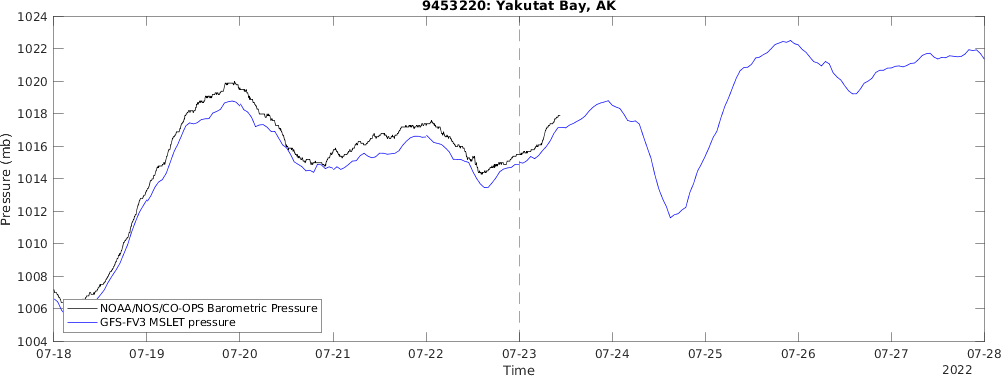 9453220: Yakutat Bay, AK
Pressure (mb)
1024
1022
1020
1018
1016
1014
1012
1010
1008
1006
1004
NOAA/NOS/CO-OPS Barometric Pressure
GFS-FV3 MSLET pressure
07-18 07-19 07-20 07-21 07-22 07-23 07-24 07-25 07-26 07-27 07-28
Time
2022